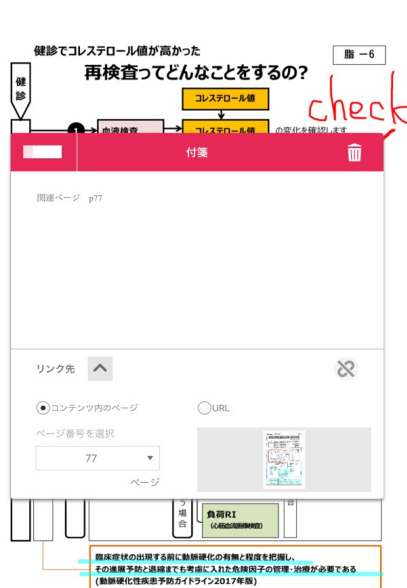 健診でコレステロール値が高かった
脂－6
再検査ってどんなことをするの？
健診
コレステロール値
check
1
血液検査
コレステロール値
の変化を確認します
付箋
関連ページ p77
リンク先
コンテンツ内のページ
URL
ページ番号を選択
77
ページ
場合
負荷RI
(心筋血流画像検査)
臨床症状の出現する前に動脈硬化の有無と程度を把握し、
その進展予防と退縮までも考慮に入れた危険因子の管理・治療が必要である
(動脈硬化性疾患予防ガイドライン2017年版)